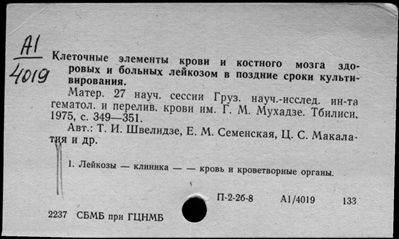 А1
4019
Клеточные элементы крови и костного мозга здо-
ровых и больных лейкозом в поздние сроки культи-
вирования.
Матер. 27 науч. сессии Груз. науч.-исслед. ин-та
гематол. и перелив. крови им. Г. М. Мухадзе. Тбилиси.
1975, с. 349—351.
Авт.: Т. И. Швелидзе, Е. М. Семенская, Ц. С. Макала-
тия и др.
1. Лейкозы — клиника — — кровь и кроветворные органы.
П-2-26-8 А1/4019 133
2237 СБМБ при ГЦНМБ